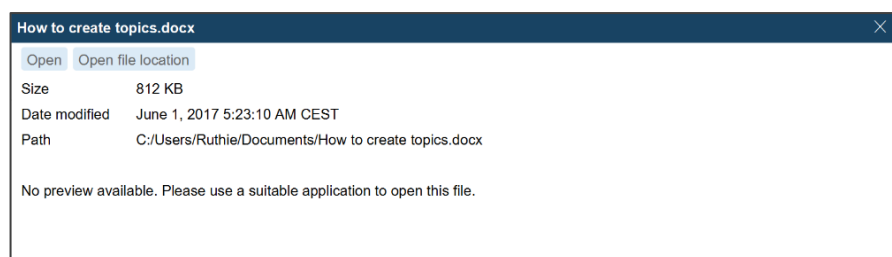 How to create topics.docx
Open Open file location
Size 812 KB
Date modified June 1, 2017 5:23:10 AM CEST
Path C:/Users/Ruthie/Documents/How to create topics.docx
No preview available. Please use a suitable application to open this file.